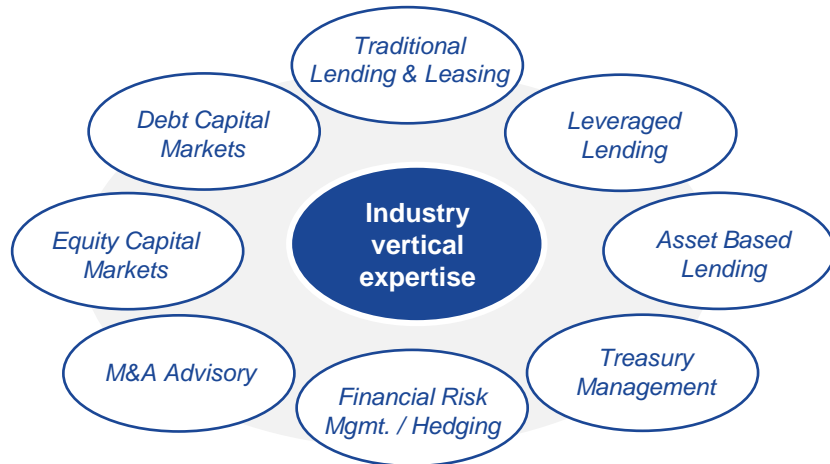 Traditional
Lending & Leasing
Debt Capital
Markets
Leveraged
Lending
Industry
vertical
expertise
Equity Capital
Markets
Asset Based
Lending
M&A Advisory
Treasury
Management
Financial Risk
Mgmt. / Hedging